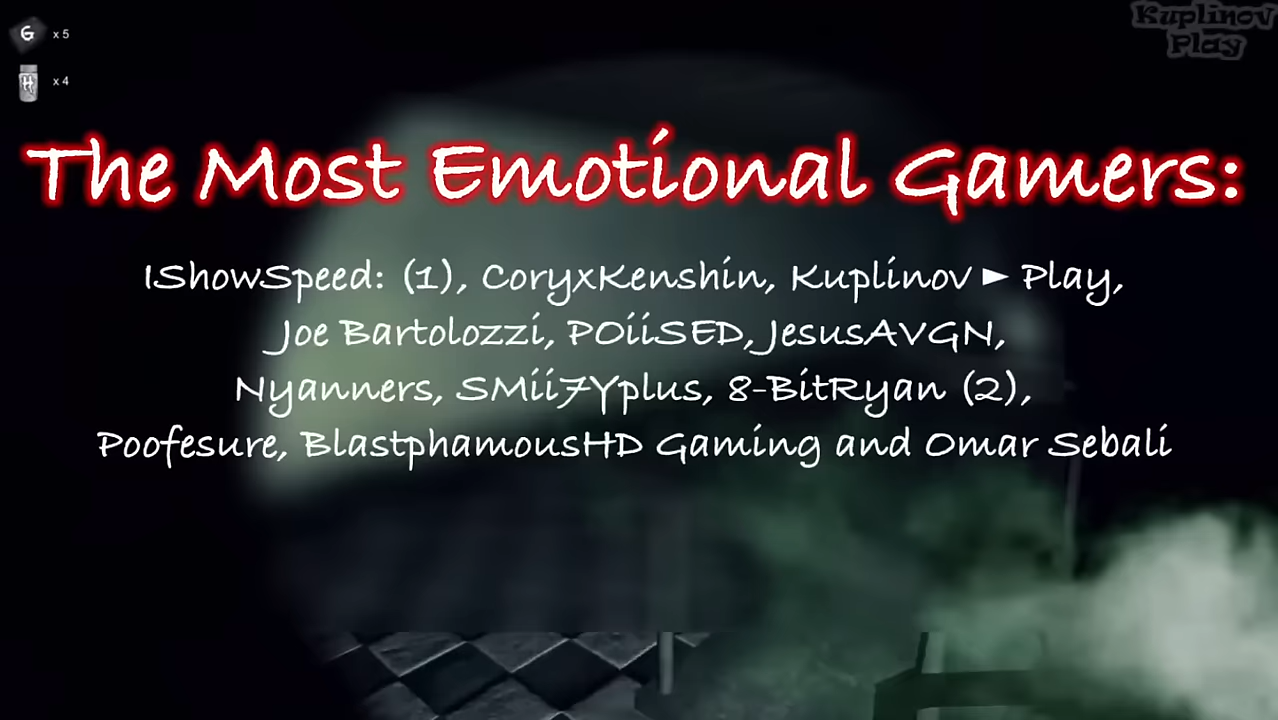 G x 5
Kuplinov
Play
H x 4
The Most Emotional Gamers:
IShowSpeed: (1), CoryxKenshin, Kuplinov ► Play,
Joe Bartolozzi, POiiSED, JesusAVGN,
Nyanners, SMii7Yplus, 8-BitRyan (2),
Poofesure, BlastphamousHD Gaming and Omar Sebali